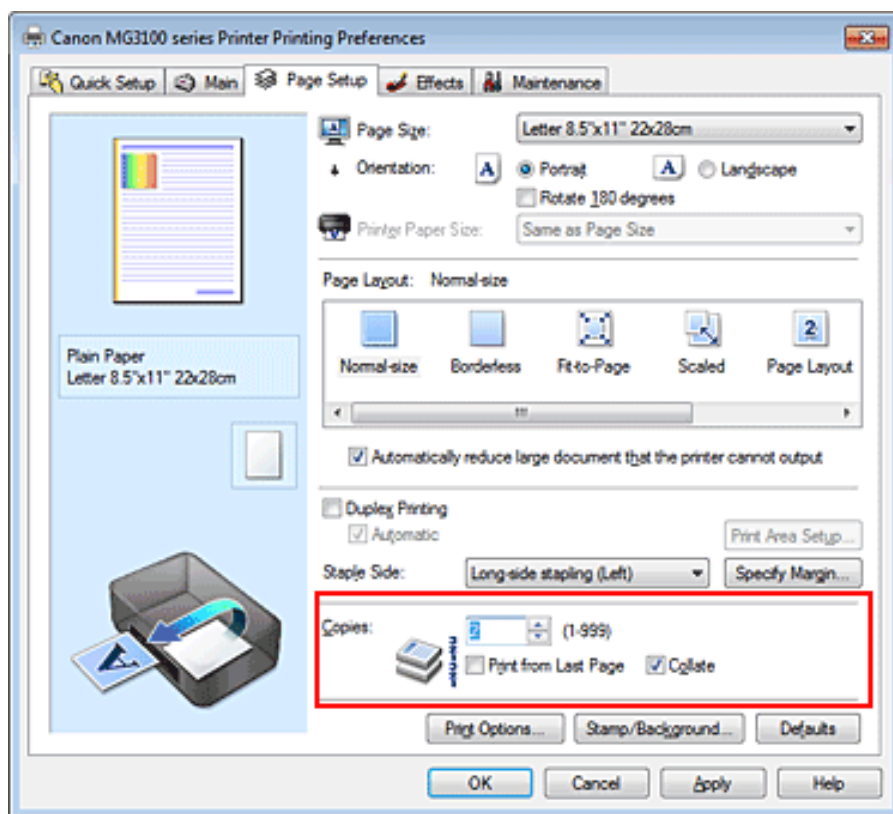 Canon MG3100 series Printer Printing Preferences
Quick Setup Main Page Setup Effects Maintenance
Page Size: Letter 8.5"x11" 22x28cm
Orientation: A Portrait A Landscape
Rotate 180 degrees
Printer Paper Size: Same as Page Size
Page Layout: Normal-size
2
Normal-size Borderless Fit-to-Page Scaled Page Layout
Automatically reduce large document that the printer cannot output
Plain Paper
Letter 8.5"x11" 22x28cm
Duplex Printing
Automatic Print Area Setup...
Staple Side: Long-side stapling (Left) Specify Margin...
Copies: 2 (1-999)
Print from Last Page Collate
A
Print Options... Stamp/Background... Defaults
OK Cancel Apply Help